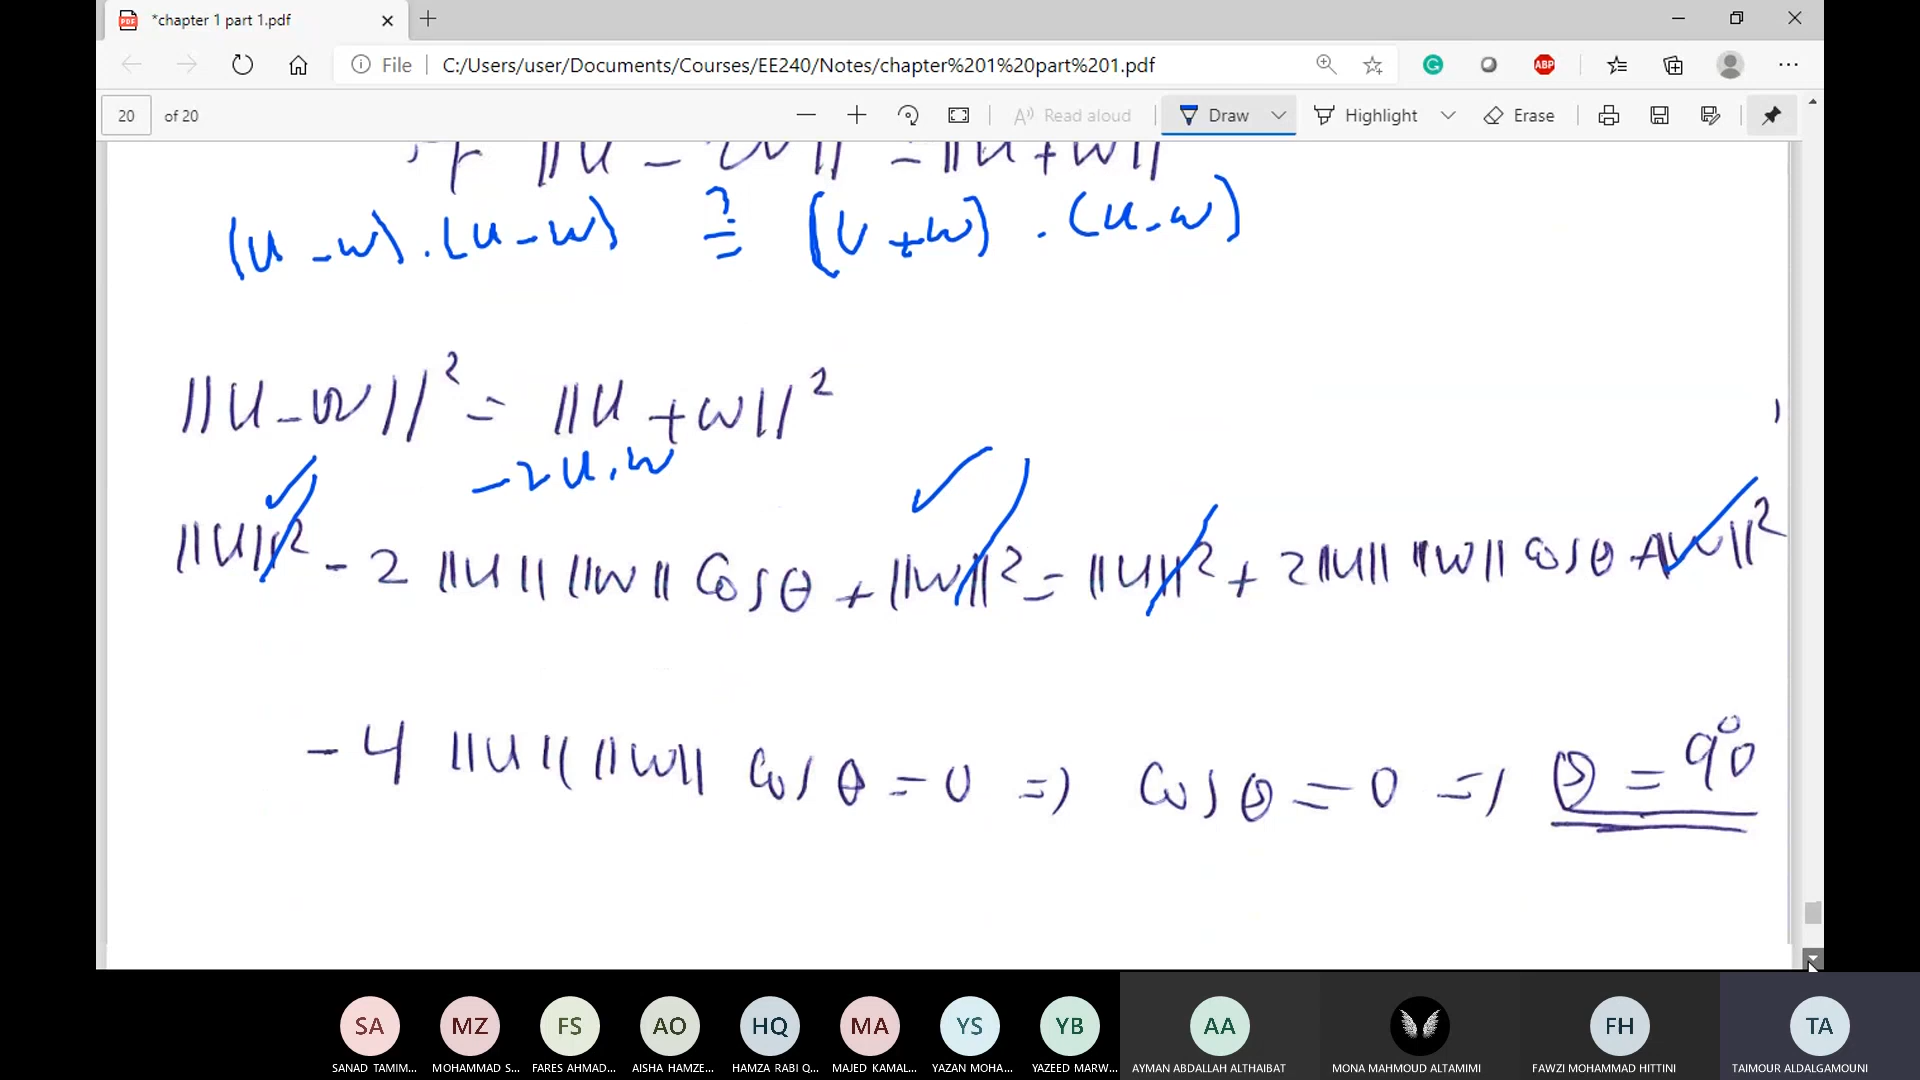 *chapter 1 part 1.pdf
File C:/Users/user/Documents/Courses/EE240/Notes/chapter%201%20part%201.pdf
ABP
20 of 20 Read aloud Draw Highlight Erase
||U - W|| = ||U + W||
(U - W) . (U - W) ?= (U + W) . (U - W)
||U - W||² = ||U + W||²
-2 U . W
||U||² - 2 ||U|| ||W|| Cos θ + ||W||² = ||U||² + 2 ||U|| ||W|| Cos θ + ||W||²
-4 ||U|| ||W|| Cos θ = 0 => Cos θ = 0 => θ = 90°
SA MZ FS AO HQ MA YS YB AA FH TA
SANAD TAMIM... MOHAMMAD S... FARES AHMAD... AISHA HAMZE... HAMZA RABI Q... MAJED KAMAL... YAZAN MOHA... YAZEED MARW... AYMAN ABDALLAH ALTHAIBAT MONA MAHMOUD ALTAMIMI FAWZI MOHAMMAD HITTINI TAIMOUR ALDALGAMOUNI